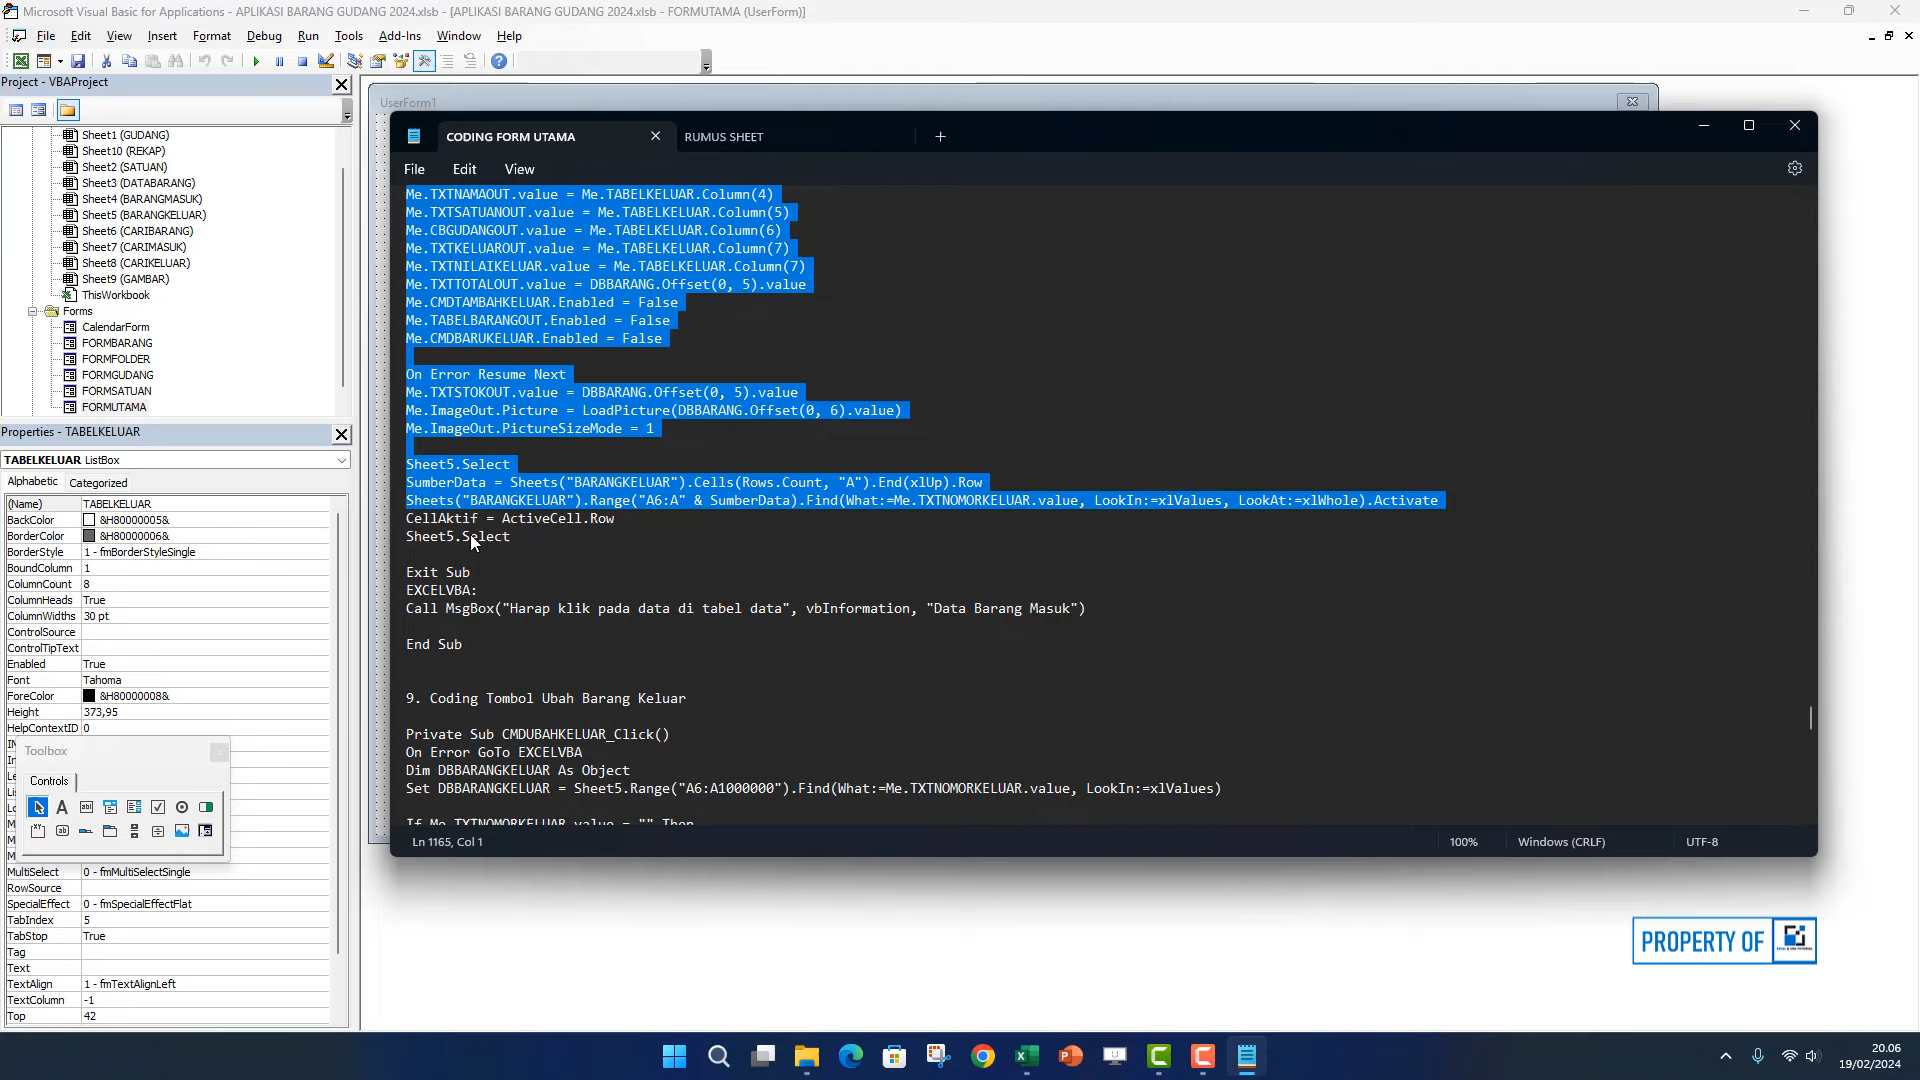 Microsoft Visual Basic for Applications - APLIKASI BARANG GUDANG 2024.xlsb - [APLIKASI BARANG GUDANG 2024.xlsb - FORMUTAMA (UserForm)]
File Edit View Insert Format Debug Run Tools Add-Ins Window Help
Project - VBAProject
Sheet1 (GUDANG)
Sheet10 (REKAP)
Sheet2 (SATUAN)
Sheet3 (DATABARANG)
Sheet4 (BARANGMASUK)
Sheet5 (BARANGKELUAR)
Sheet6 (CARIBARANG)
Sheet7 (CARIMASUK)
Sheet8 (CARIKELUAR)
Sheet9 (GAMBAR)
ThisWorkbook
Forms
CalendarForm
FORMBARANG
FORMFOLDER
FORMGUDANG
FORMSATUAN
FORMUTAMA
Properties - TABELKELUAR
TABELKELUAR ListBox
Alphabetic Categorized
(Name) TABELKELUAR
BackColor &H80000005&
BorderColor &H80000006&
BorderStyle 1 - fmBorderStyleSingle
BoundColumn 1
ColumnCount 8
ColumnHeads True
ColumnWidths 30 pt
ControlSource
ControlTipText
Enabled True
Font Tahoma
ForeColor &H80000008&
Height 373,95
HelpContextID 0
Toolbox
Controls
MultiSelect 0 - fmMultiSelectSingle
RowSource
SpecialEffect 0 - fmSpecialEffectFlat
TabIndex 5
TabStop True
Tag
Text
TextAlign 1 - fmTextAlignLeft
TextColumn -1
Top 42
UserForm1
CODING FORM UTAMA
RUMUS SHEET
File Edit View
Me.TXTNAMAOUT.value = Me.TABELKELUAR.Column(4)
Me.TXTSATUANOUT.value = Me.TABELKELUAR.Column(5)
Me.CBGUDANGOUT.value = Me.TABELKELUAR.Column(6)
Me.TXTKELUAROUT.value = Me.TABELKELUAR.Column(7)
Me.TXTNILAIKELUAR.value = Me.TABELKELUAR.Column(7)
Me.TXTTOTALOUT.value = DBBARANG.Offset(0, 5).value
Me.CMDTAMBAHKELUAR.Enabled = False
Me.TABELBARANGOUT.Enabled = False
Me.CMDBARUKELUAR.Enabled = False
On Error Resume Next
Me.TXTSTOKOUT.value = DBBARANG.Offset(0, 5).value
Me.ImageOut.Picture = LoadPicture(DBBARANG.Offset(0, 6).value)
Me.ImageOut.PictureSizeMode = 1
Sheet5.Select
SumberData = Sheets("BARANGKELUAR").Cells(Rows.Count, "A").End(xlUp).Row
Sheets("BARANGKELUAR").Range("A6:A" & SumberData).Find(What:=Me.TXTNOMORKELUAR.value, LookIn:=xlValues, LookAt:=xlWhole).Activate
CellAktif = ActiveCell.Row
Sheet5.Select
Exit Sub
EXCELVBA:
Call MsgBox("Harap klik pada data di tabel data", vbInformation, "Data Barang Masuk")
End Sub
9. Coding Tombol Ubah Barang Keluar
Private Sub CMDUBAHKELUAR_Click()
On Error GoTo EXCELVBA
Dim DBBARANGKELUAR As Object
Set DBBARANGKELUAR = Sheet5.Range("A6:A1000000").Find(What:=Me.TXTNOMORKELUAR.value, LookIn:=xlValues)
If Me.TXTNOMORKELUAR.value = "" Then
Ln 1165, Col 1
100%
Windows (CRLF)
UTF-8
PROPERTY OF
20.06
19/02/2024